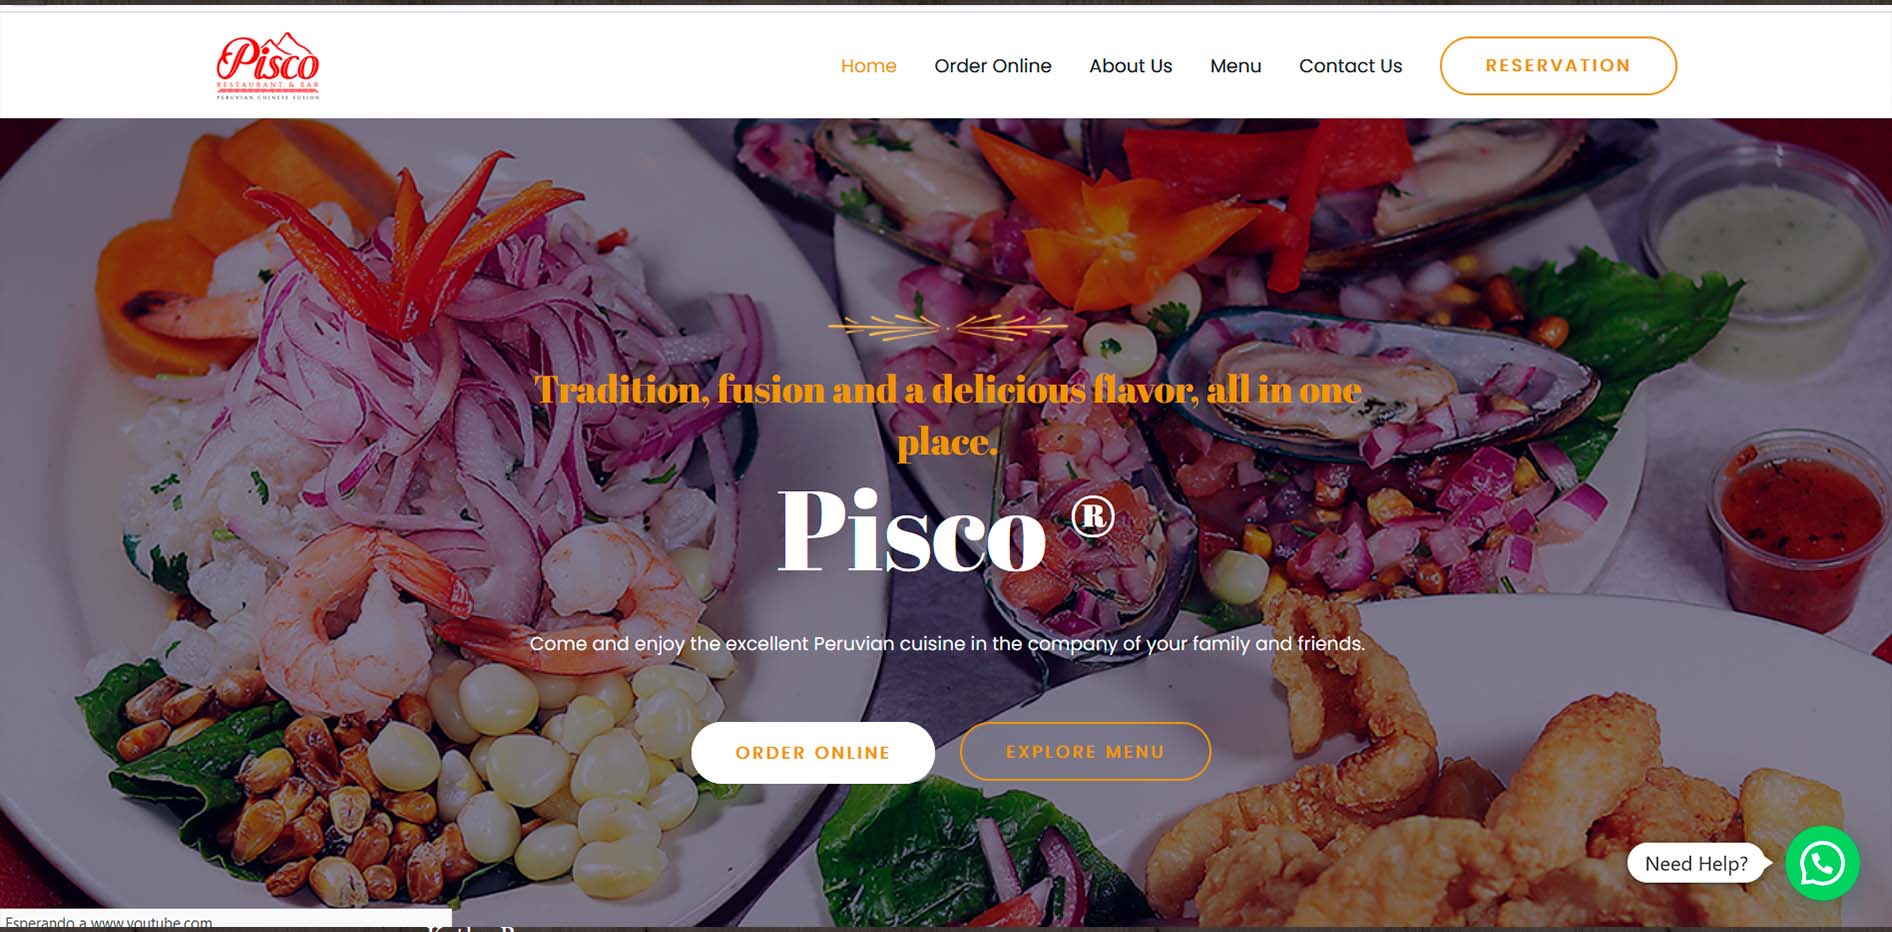 Pisco
RESTAURANT & BAR
PERUVIAN CHINESE FUSION
Home
Order Online
About Us
Menu
Contact Us
RESERVATION
Tradition, fusion and a delicious flavor, all in one
place.
Pisco ®
Come and enjoy the excellent Peruvian cuisine in the company of your family and friends.
ORDER ONLINE
EXPLORE MENU
Need Help?
Esperando a www.youtube.com